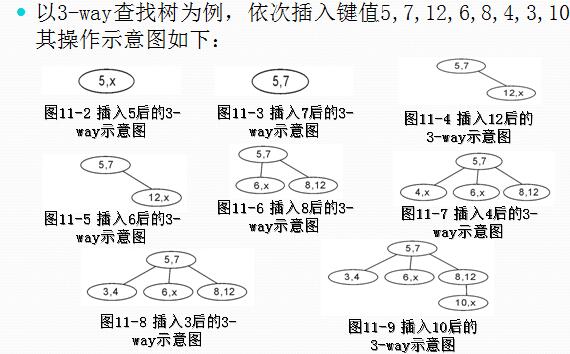 以3-way查找树为例，依次插入键值5,7,12,6,8,4,3,10
其操作示意图如下：
5,x
图11-2 插入5后的3-
way示意图
5,7
图11-3 插入7后的3-
way示意图
5,7
12,x
图11-4 插入12后的
3-way示意图
5,7
12,x
图11-5 插入6后的3-
way示意图
5,7
6,x
8,12
图11-6 插入8后的3-
way示意图
5,7
4,x
6,x
8,12
图11-7 插入4后的3-
way示意图
5,7
3,4
6,x
8,12
图11-8 插入3后的3-
way示意图
5,7
3,4
6,x
8,12
10,x
图11-9 插入10后的
3-way示意图